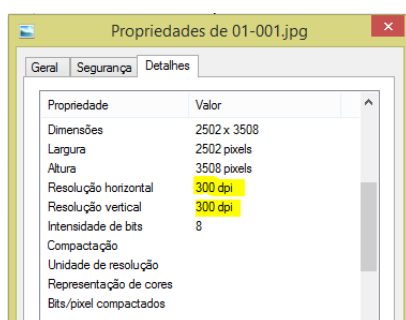 Propriedades de 01-001.jpg
Geral Segurança Detalhes
Propriedade Valor
Dimensões 2502 x 3508
Largura 2502 pixels
Altura 3508 pixels
Resolução horizontal 300 dpi
Resolução vertical 300 dpi
Intensidade de bits 8
Compactação
Unidade de resolução
Representação de cores
Bits/pixel compactados